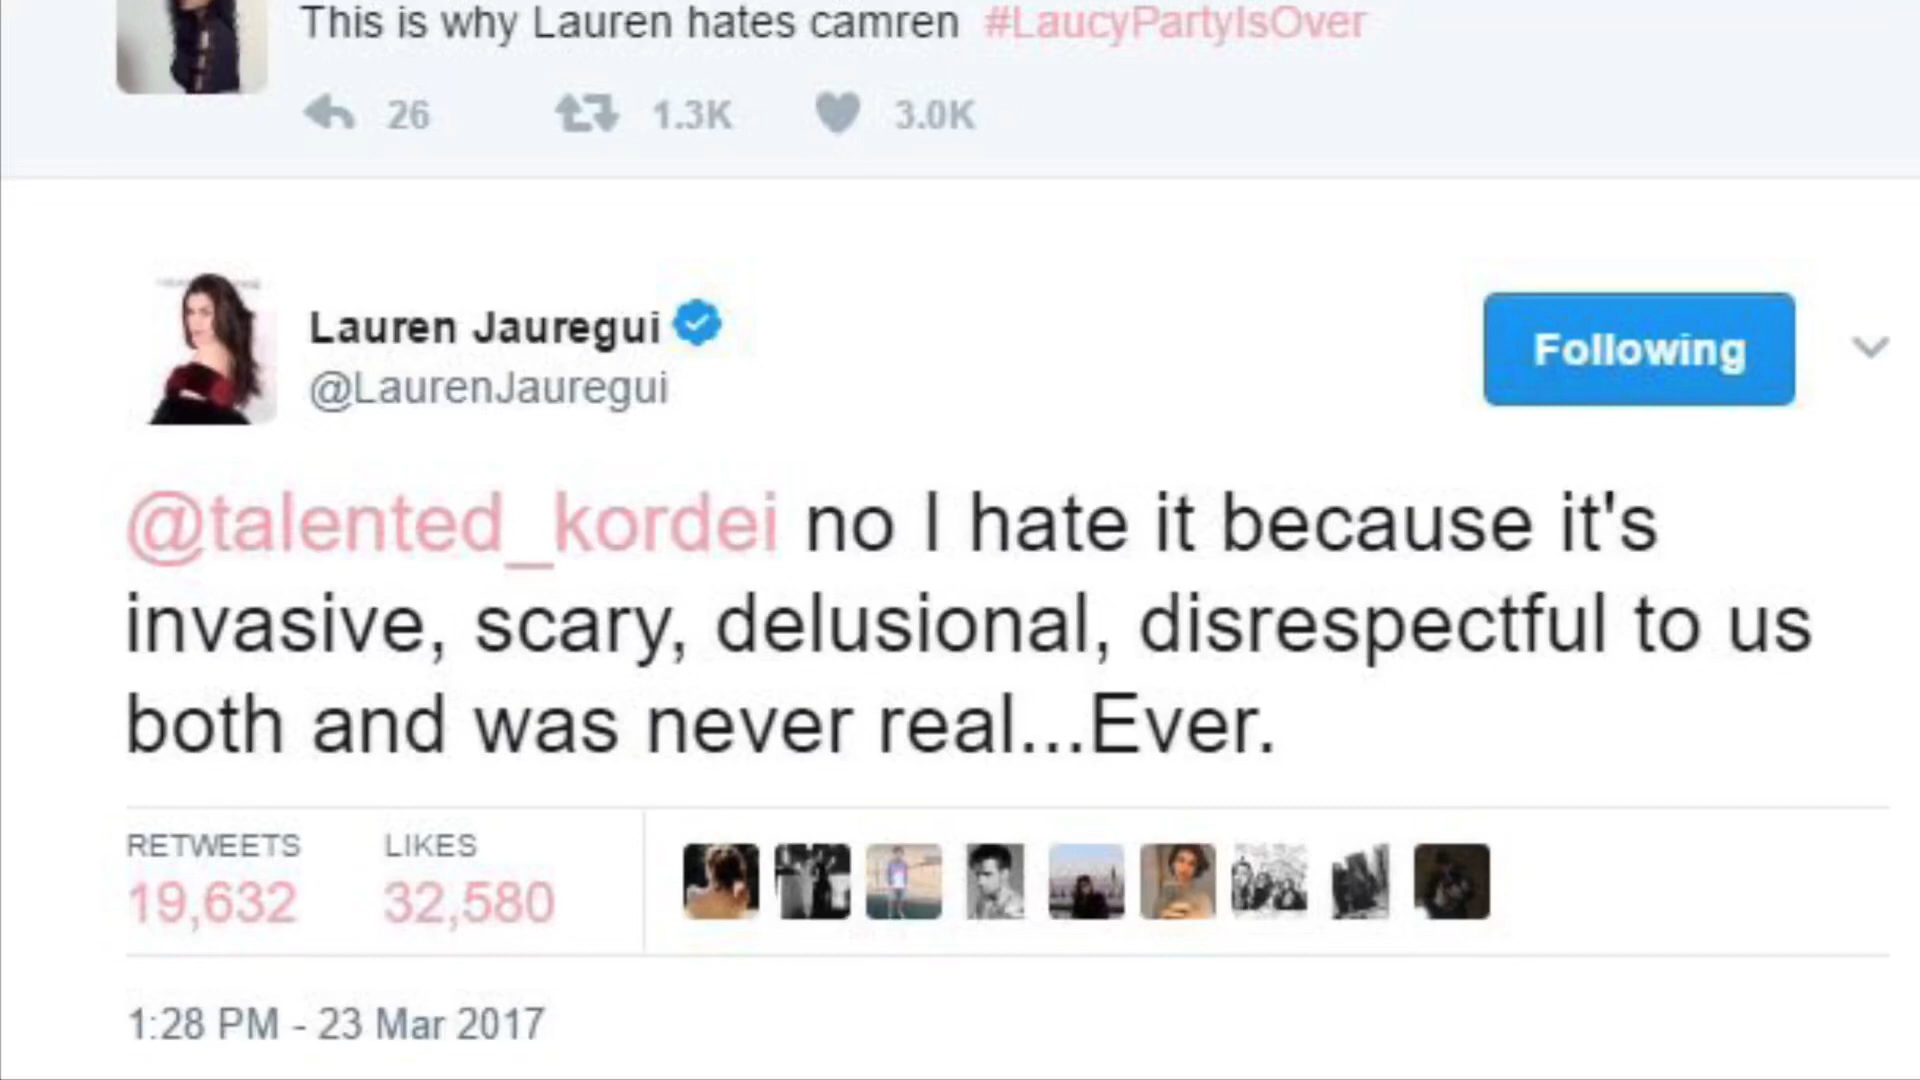 This is why Lauren hates camren #LaucyPartyIsOver
26 1.3K 3.0K
Lauren Jauregui
@LaurenJauregui
Following
@talented_kordei no I hate it because it's
invasive, scary, delusional, disrespectful to us
both and was never real...Ever.
RETWEETS LIKES
19,632 32,580
1:28 PM - 23 Mar 2017